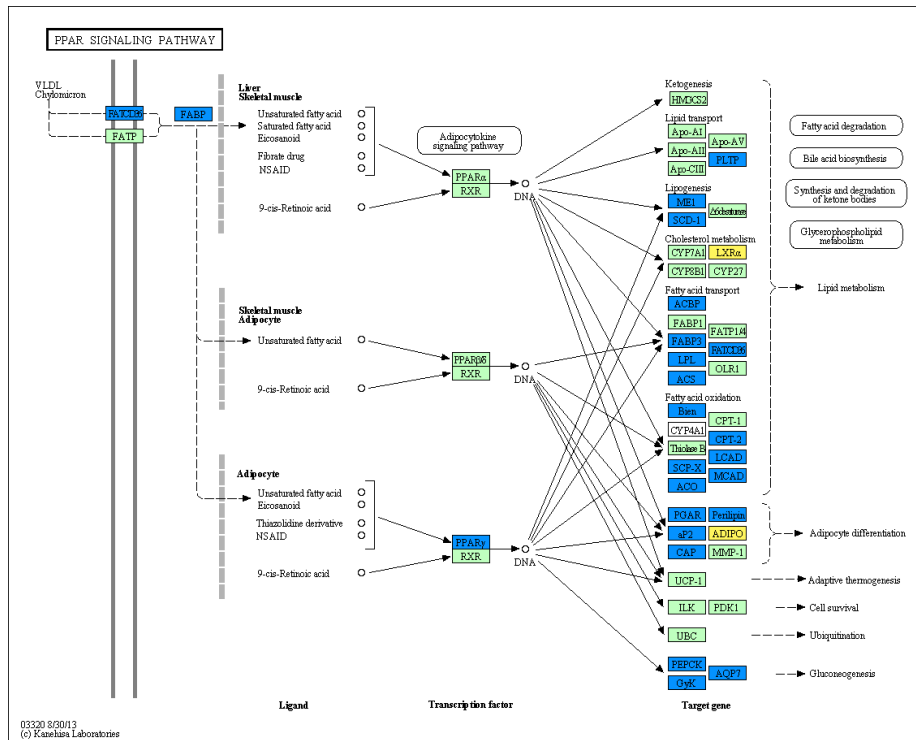 PPAR SIGNALING PATHWAY
VLDL
Chylomicron
FAT/CD36
FATP
FABP
Liver
Skeletal muscle
Unsaturated fatty acid
Saturated fatty acid
Eicosanoid
Fibrate drug
NSAID
9-cis-Retinoic acid
Adipocytokine
signaling pathway
PPARα
RXR
DNA
Skeletal muscle
Adipocyte
Unsaturated fatty acid
9-cis-Retinoic acid
PPARβ/δ
RXR
DNA
Adipocyte
Unsaturated fatty acid
Eicosanoid
Thiazolidine derivative
NSAID
9-cis-Retinoic acid
PPARγ
RXR
DNA
Ketogenesis
HMGCS2
Lipid transport
Apo-AI
Apo-AII
Apo-AV
Apo-CIII
PLTP
Lipogenesis
ME1
SCD-1
Cholesterol metabolism
CYP7A1
LXRα
CYP8B1
CYP27
Fatty acid transport
ACBP
FABP1
FATP1/4
FABP3
FAT/CD36
LPL
OLR1
ACS
Fatty acid oxidation
Bien
CPT-1
CYP4A1
CPT-2
Thiolase B
LCAD
SCP-X
MCAD
ACO
PGAR
Perilipin
aP2
ADIPO
CAP
MMP-1
UCP-1
ILK
PDK1
UBC
PEPCK
AQP7
GyK
Fatty acid degradation
Bile acid biosynthesis
Synthesis and degradation
of ketone bodies
Glycerophospholipid
metabolism
Lipid metabolism
Adipocyte differentiation
Adaptive thermogenesis
Cell survival
Ubiquitination
Gluconeogenesis
Ligand
Transcription factor
Target gene
03320 8/30/13
(c) Kanehisa Laboratories